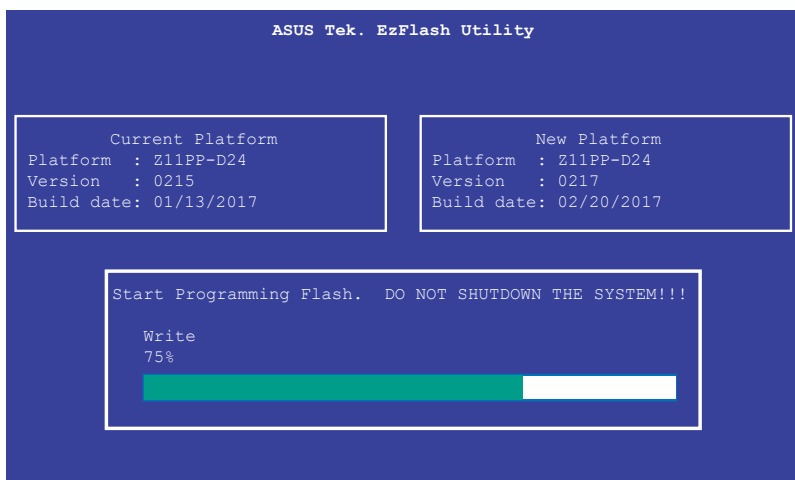 ASUS Tek. EzFlash Utility
Current Platform
Platform : Z11PP-D24
Version : 0215
Build date: 01/13/2017
New Platform
Platform : Z11PP-D24
Version : 0217
Build date: 02/20/2017
Start Programming Flash. DO NOT SHUTDOWN THE SYSTEM!!!
Write
75%